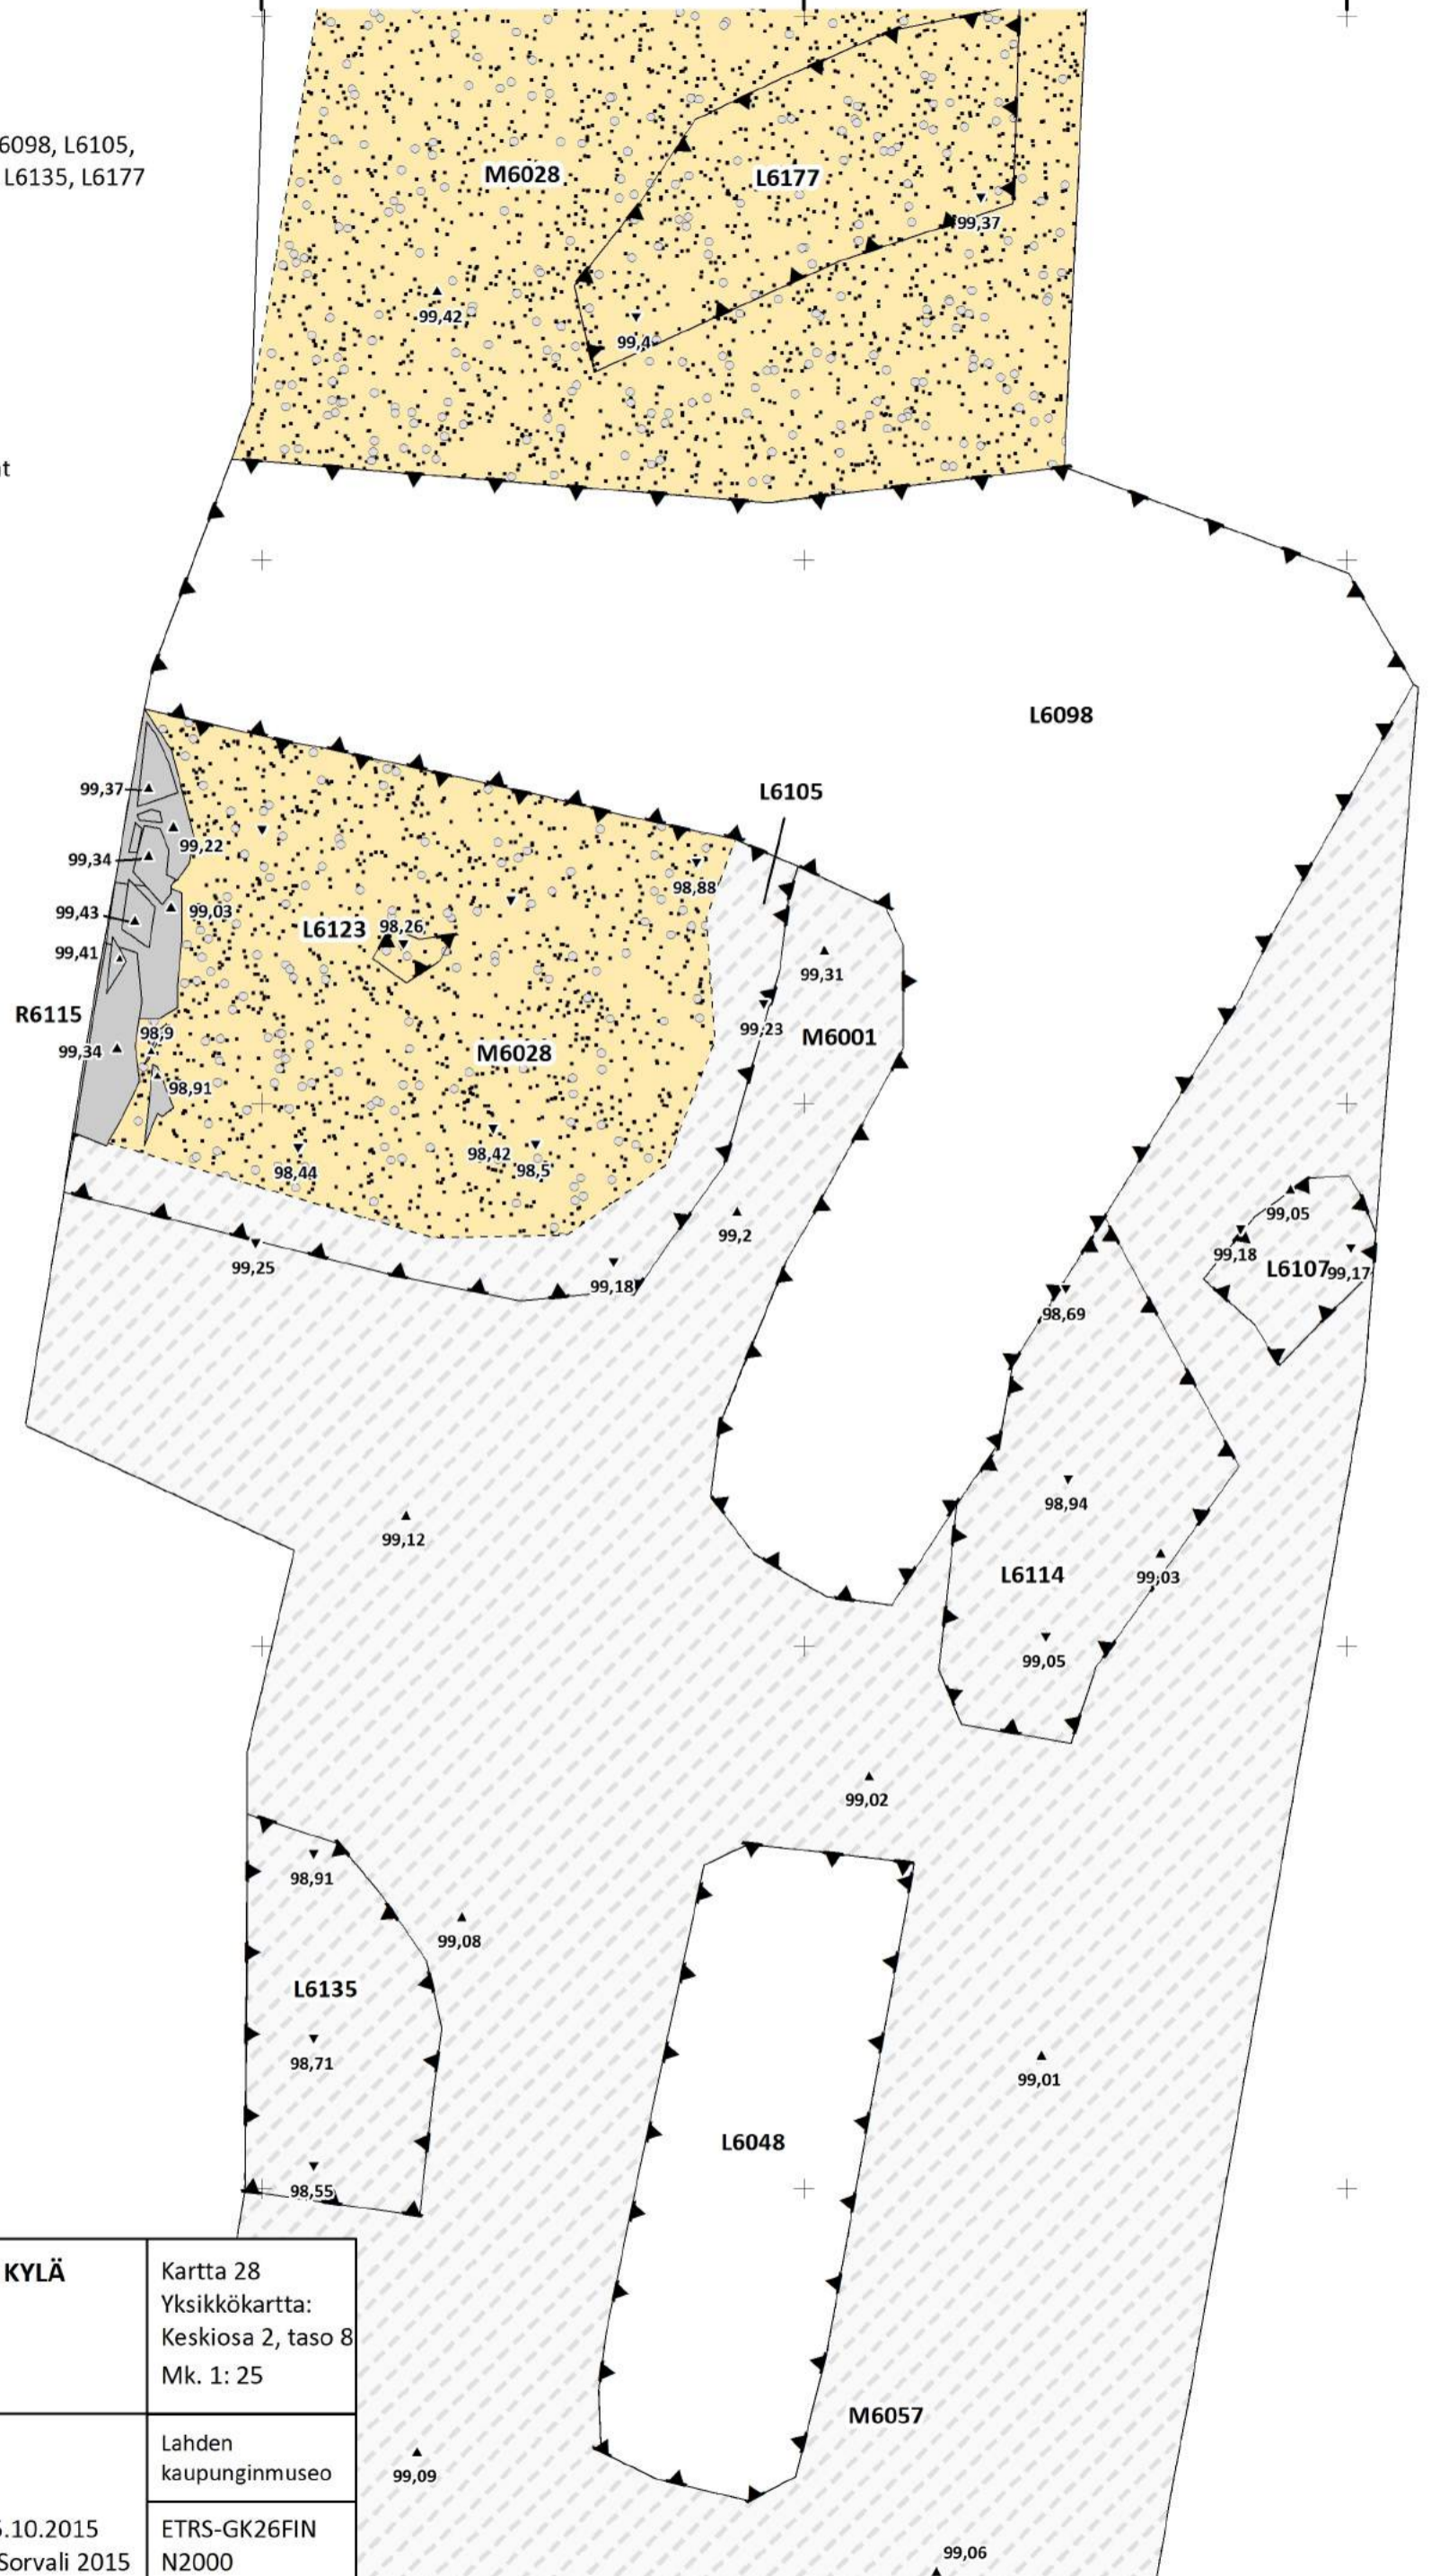 6098, L6105,
L6135, L6177
M6028
L6177
99,37
99,42
99,4
L6098
L6105
99,37
99,22
99,34
98,88
99,43
99,03
L6123
98,26
99,41
99,31
R6115
98,9
99,23
M6001
99,34
M6028
98,91
98,42
98,5
98,44
99,05
99,2
99,18
99,25
L6107
99,17
99,18
98,69
98,94
99,12
L6114
99,03
99,05
99,02
98,91
99,08
L6135
98,71
99,01
L6048
98,55
KYLÄ
Kartta 28
Yksikkökartta:
Keskiosa 2, taso 8
Mk. 1: 25
M6057
Lahden
kaupunginmuseo
99,09
.10.2015
Sorvali 2015
ETRS-GK26FIN
N2000
99,06